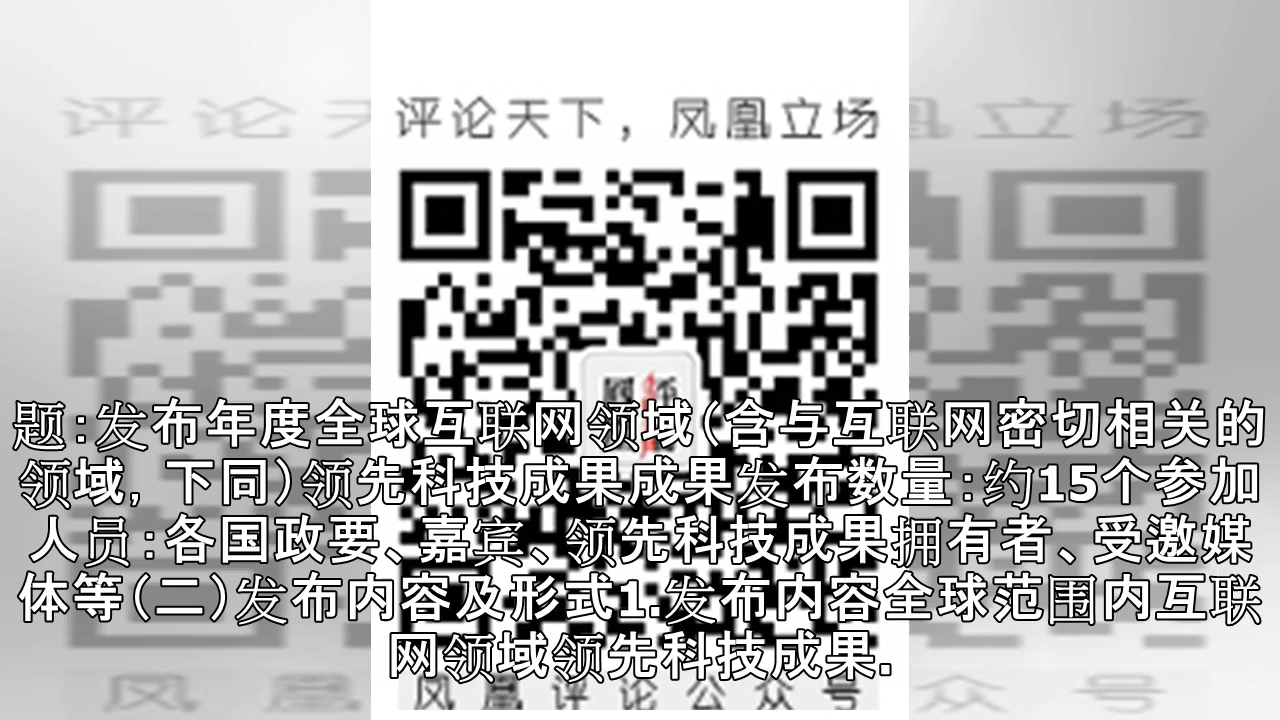 评论天下，凤凰立场
题:发布年度全球互联网领域(含与互联网密切相关的
领域, 下同)领先科技成果成果发布数量:约15个参加
人员:各国政要、嘉宾、领先科技成果拥有者、受邀媒
体等(二)发布内容及形式1.发布内容全球范围内互联
网领域领先科技成果.
凤凰评论公众号